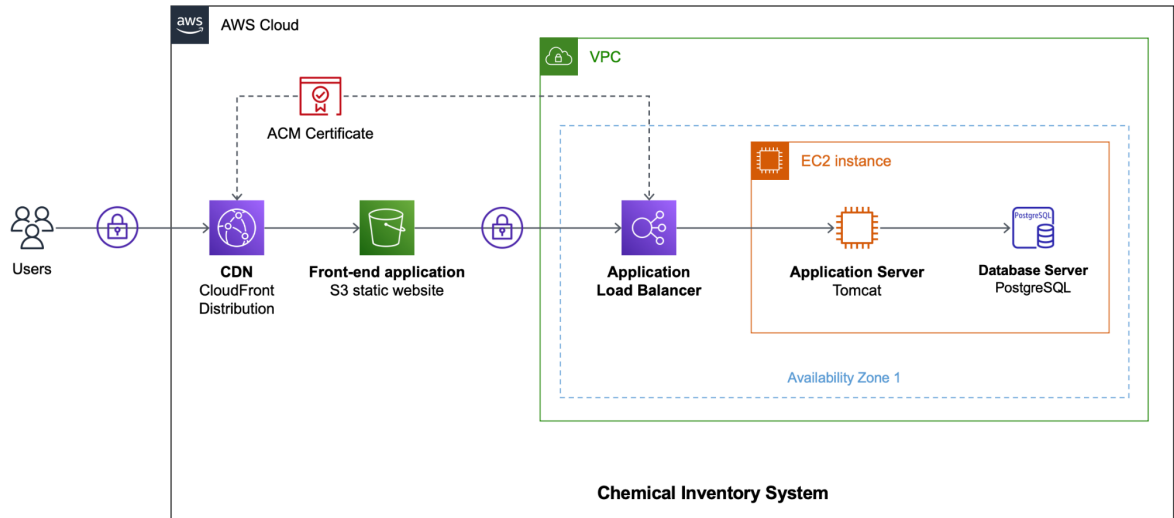 aws
AWS Cloud
VPC
ACM Certificate
EC2 instance
Users
CDN
CloudFront
Distribution
Front-end application
S3 static website
Application
Load Balancer
Application Server
Tomcat
PostgreSQL
Database Server
PostgreSQL
Availability Zone 1
Chemical Inventory System